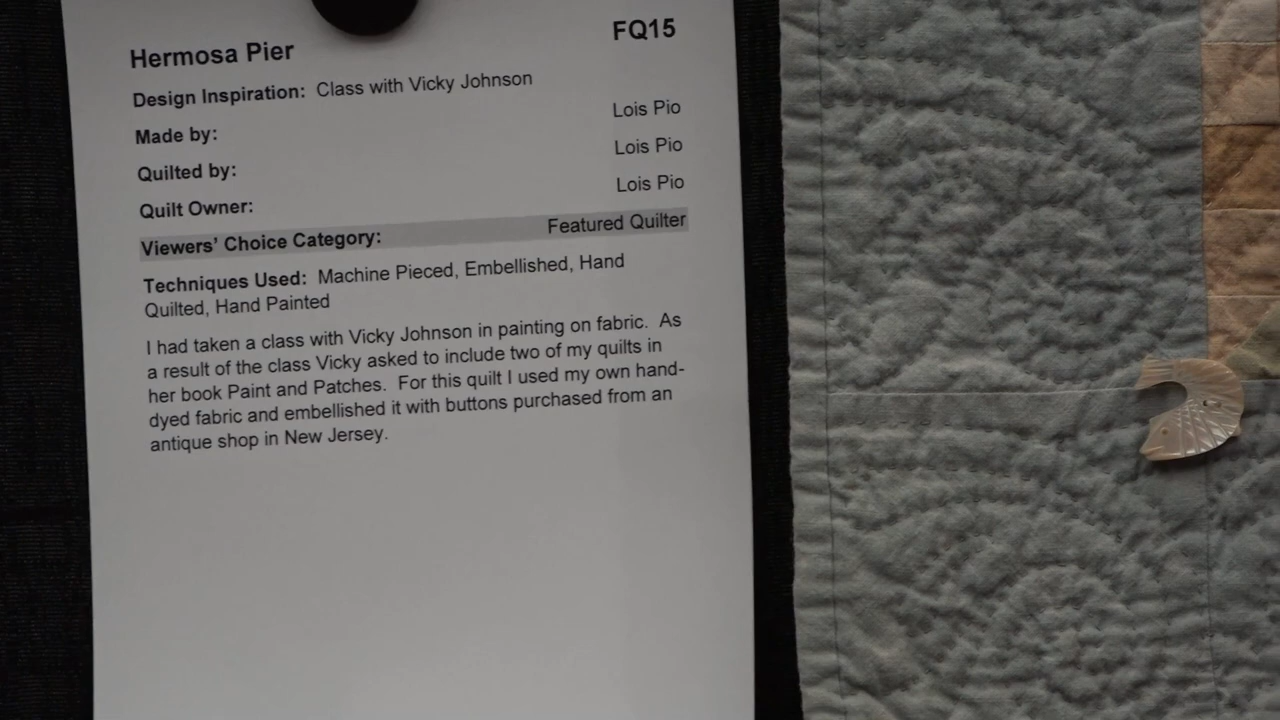 Hermosa Pier FQ15
Design Inspiration: Class with Vicky Johnson
Made by: Lois Pio
Quilted by: Lois Pio
Quilt Owner: Lois Pio
Viewers' Choice Category: Featured Quilter
Techniques Used: Machine Pieced, Embellished, Hand
Quilted, Hand Painted
I had taken a class with Vicky Johnson in painting on fabric. As
a result of the class Vicky asked to include two of my quilts in
her book Paint and Patches. For this quilt I used my own hand-
dyed fabric and embellished it with buttons purchased from an
antique shop in New Jersey.